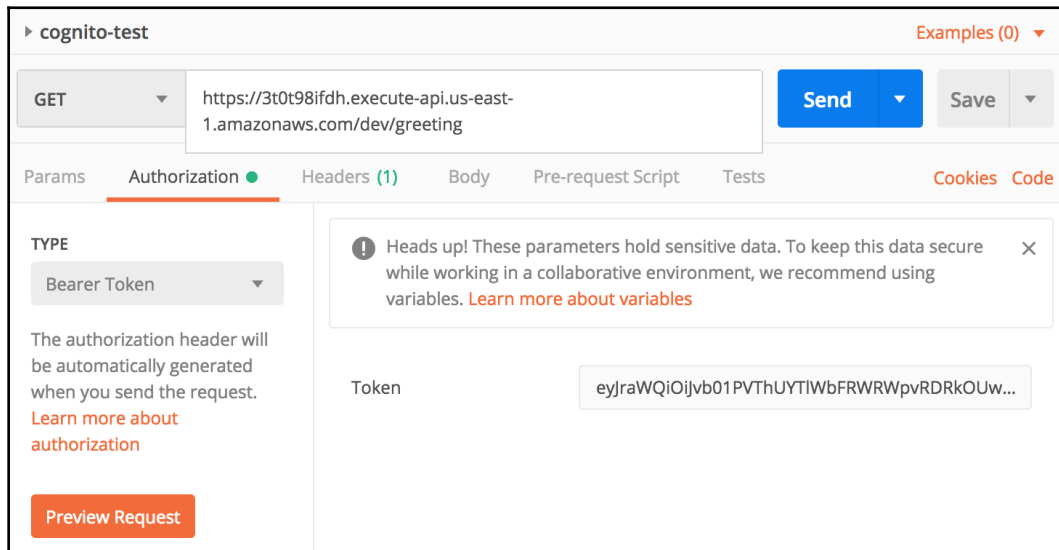 cognito-test
Examples (0)
GET
https://3t0t98ifdh.execute-api.us-east-
1.amazonaws.com/dev/greeting
Send
Save
Params
Authorization
Headers (1)
Body
Pre-request Script
Tests
Cookies
Code
TYPE
Bearer Token
The authorization header will
be automatically generated
when you send the request.
Learn more about
authorization
Preview Request
Heads up! These parameters hold sensitive data. To keep this data secure
while working in a collaborative environment, we recommend using
variables. Learn more about variables
Token
eyJraWQiOiJvb01PVThUYTlWbFRWRWpvRDRkOUw...